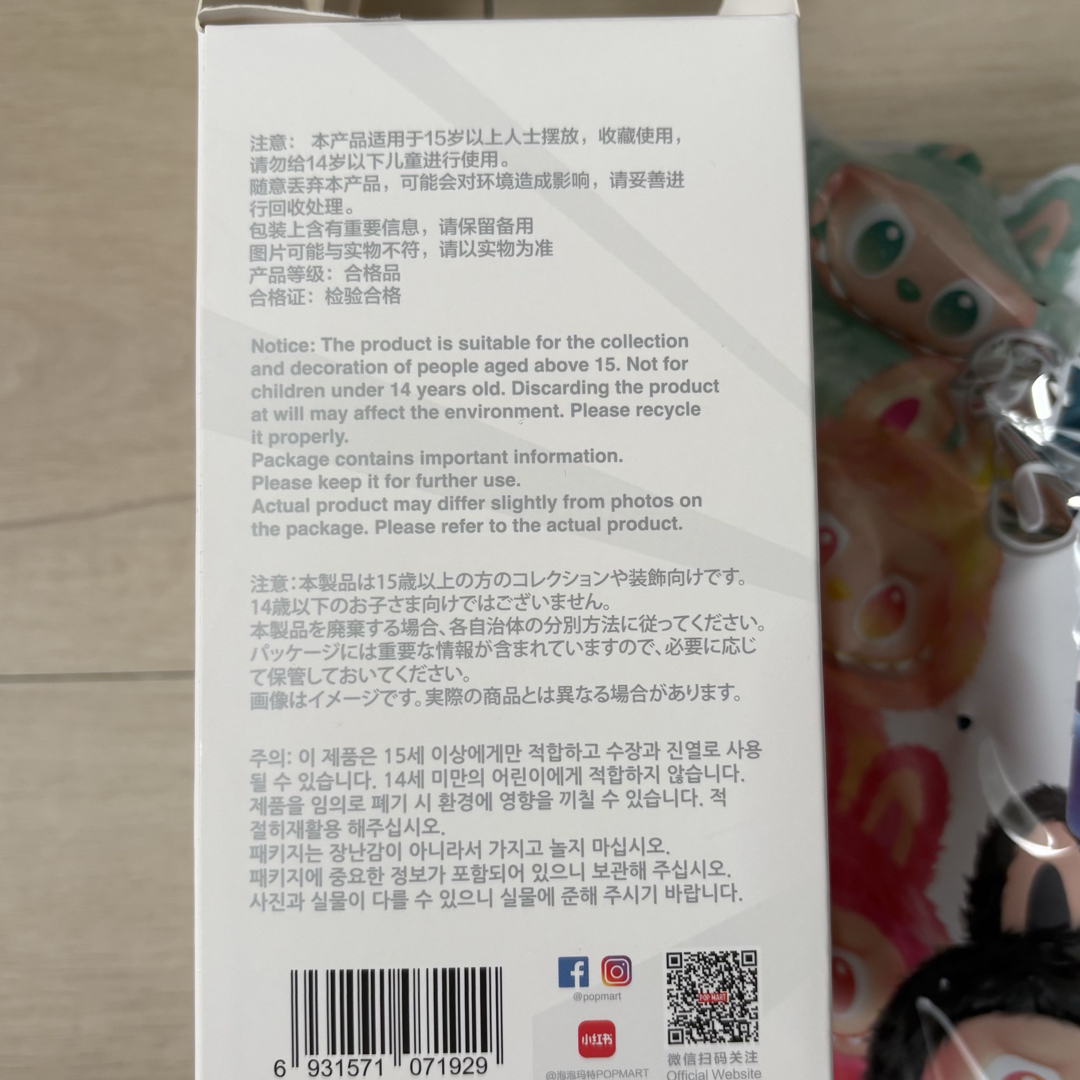 注意： 本产品适用于15岁以上人士摆放，收藏使用，
请勿给14岁以下儿童进行使用。
随意丢弃本产品，可能会对环境造成影响，请妥善进
行回收处理。
包装上含有重要信息，请保留备用
图片可能与实物不符，请以实物为准
产品等级：合格品
合格证：检验合格
Notice: The product is suitable for the collection
and decoration of people aged above 15. Not for
children under 14 years old. Discarding the product
at will may affect the environment. Please recycle
it properly.
Package contains important information.
Please keep it for further use.
Actual product may differ slightly from photos on
the package. Please refer to the actual product.
注意：本製品は15歳以上の方のコレクションや装飾向けです。
14歳以下のお子さま向けではございません。
本製品を廃棄する場合、各自治体の分別方法に従ってください。
パッケージには重要な情報が含まれていますので、必要に応じ
て保管しておいてください。
画像はイメージです。実際の商品とは異なる場合があります。
주의: 이 제품은 15세 이상에게만 적합하고 수장과 진열로 사용
될 수 있습니다. 14세 미만의 어린이에게 적합하지 않습니다.
제품을 임의로 폐기 시 환경에 영향을 끼칠 수 있습니다. 적
절히재활용 해주십시오.
패키지는 장난감이 아니라서 가지고 놀지 마십시오.
패키지에 중요한 정보가 포함되어 있으니 보관해 주십시오.
사진과 실물이 다를 수 있으니 실물에 준해 주시기 바랍니다.
@popmart
POP MART
小红书
@泡泡玛特POPMART
微信扫码关注
Official Website
6 931571 071929